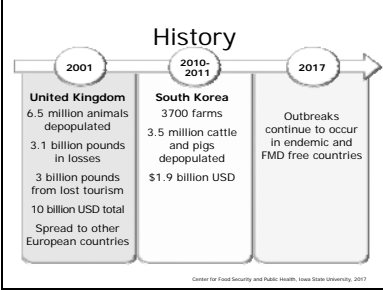 History
2001
2010-
2011
2017
United Kingdom
6.5 million animals
depopulated
3.1 billion pounds
in losses
3 billion pounds
from lost tourism
10 billion USD total
Spread to other
European countries
South Korea
3700 farms
3.5 million cattle
and pigs
depopulated
$1.9 billion USD
Outbreaks
continue to occur
in endemic and
FMD free countries
Center for Food Security and Public Health, Iowa State University, 2017